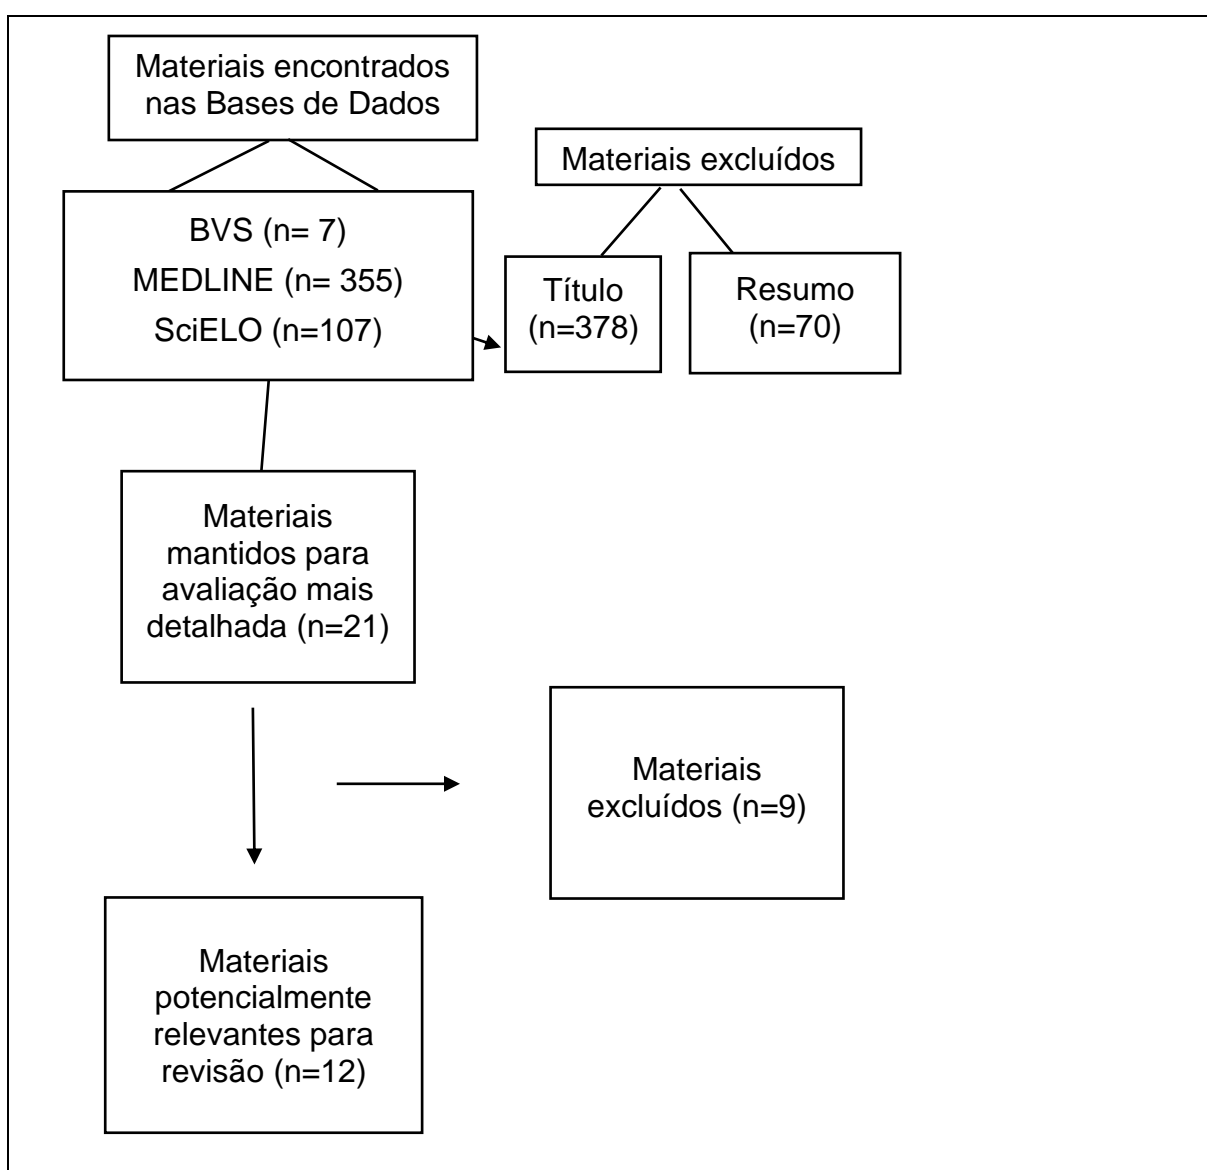 Materiais encontrados
nas Bases de Dados
Materiais excluídos
BVS (n= 7)
MEDLINE (n= 355)
SciELO (n=107)
Título
(n=378)
Resumo
(n=70)
Materiais
mantidos para
avaliação mais
detalhada (n=21)
Materiais
excluídos (n=9)
Materiais
potencialmente
relevantes para
revisão (n=12)